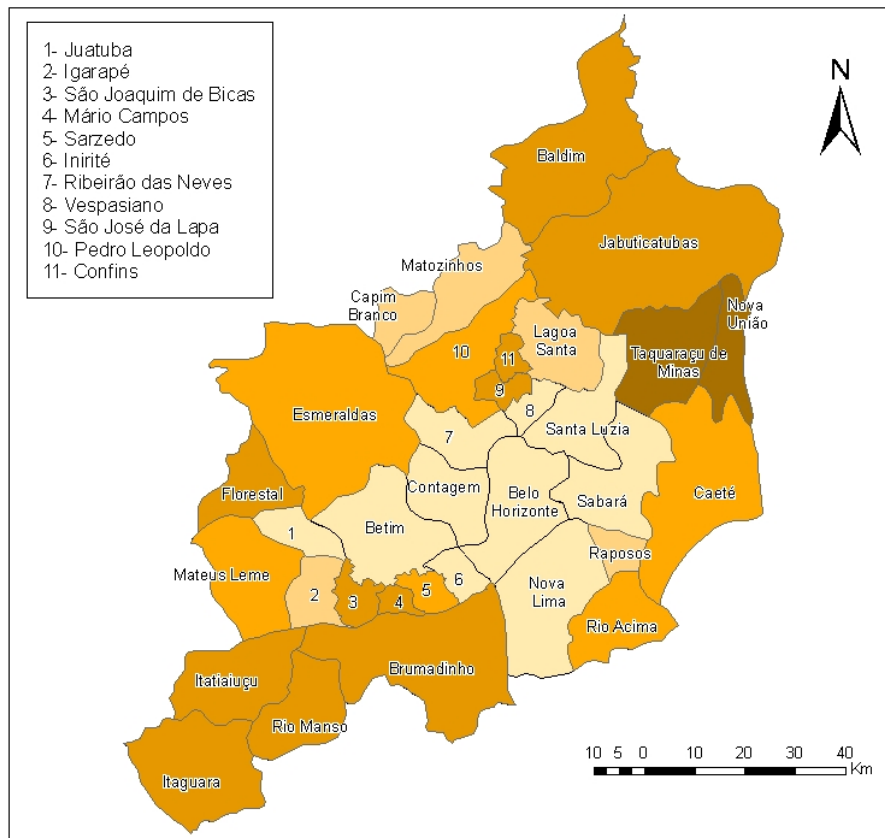 1- Juatuba
2- Igarapé
3- São Joaquim de Bicas
4- Mário Campos
5- Sarzedo
6- Inirité
7- Ribeirão das Neves
8- Vespasiano
9- São José da Lapa
10- Pedro Leopoldo
11- Confins
N
Baldim
Jabuticatubas
Matozinhos
Capim
Branco
Nova
União
Lagoa
Santa
10
11
Taquaraçu de
Minas
9
8
Esmeraldas
7
Santa Luzia
Contagem
Belo
Horizonte
Sabará
Caeté
Florestal
Betim
1
Raposos
Mateus Leme
2
3
4
5
6
Nova
Lima
Rio Acima
Itatiaiuçu
Brumadinho
Rio Manso
Itaguara
10 5 0 10 20 30 40
Km